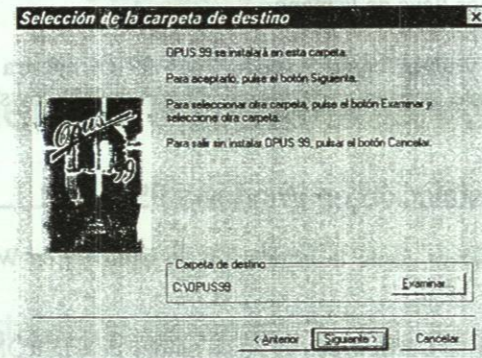 Selección de la carpeta de destino
OPUS 99 se instalará en esta carpeta.
Para aceptarlo, pulse el botón Siguiente.
Para seleccionar otra carpeta, pulse el botón Examinar y
seleccione otra carpeta.
Para salir sin instalar OPUS 99, pulsar el botón Cancelar.
Opus
99
Carpeta de destino
C:\OPUS99
Examinar...
< Anterior
Siguiente >
Cancelar